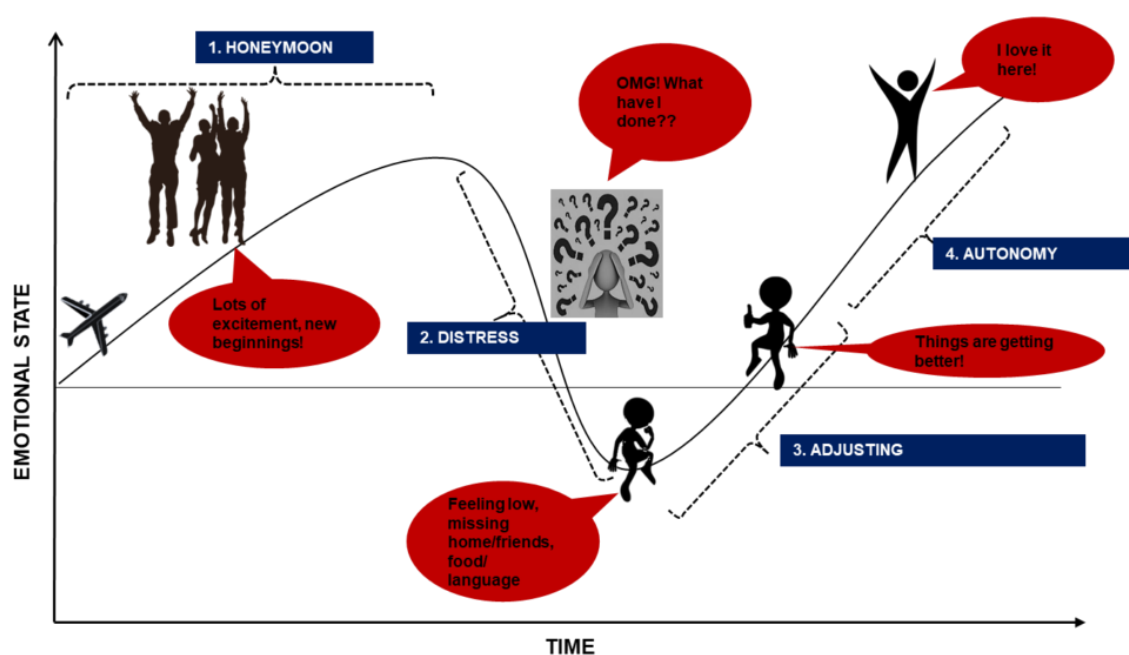 1. HONEYMOON
I love it
here!
OMG! What
have I
done??
4. AUTONOMY
Lots of
excitement, new
beginnings!
2. DISTRESS
Things are getting
better!
3. ADJUSTING
Feeling low,
missing
home/friends,
food/
language
EMOTIONAL STATE
TIME